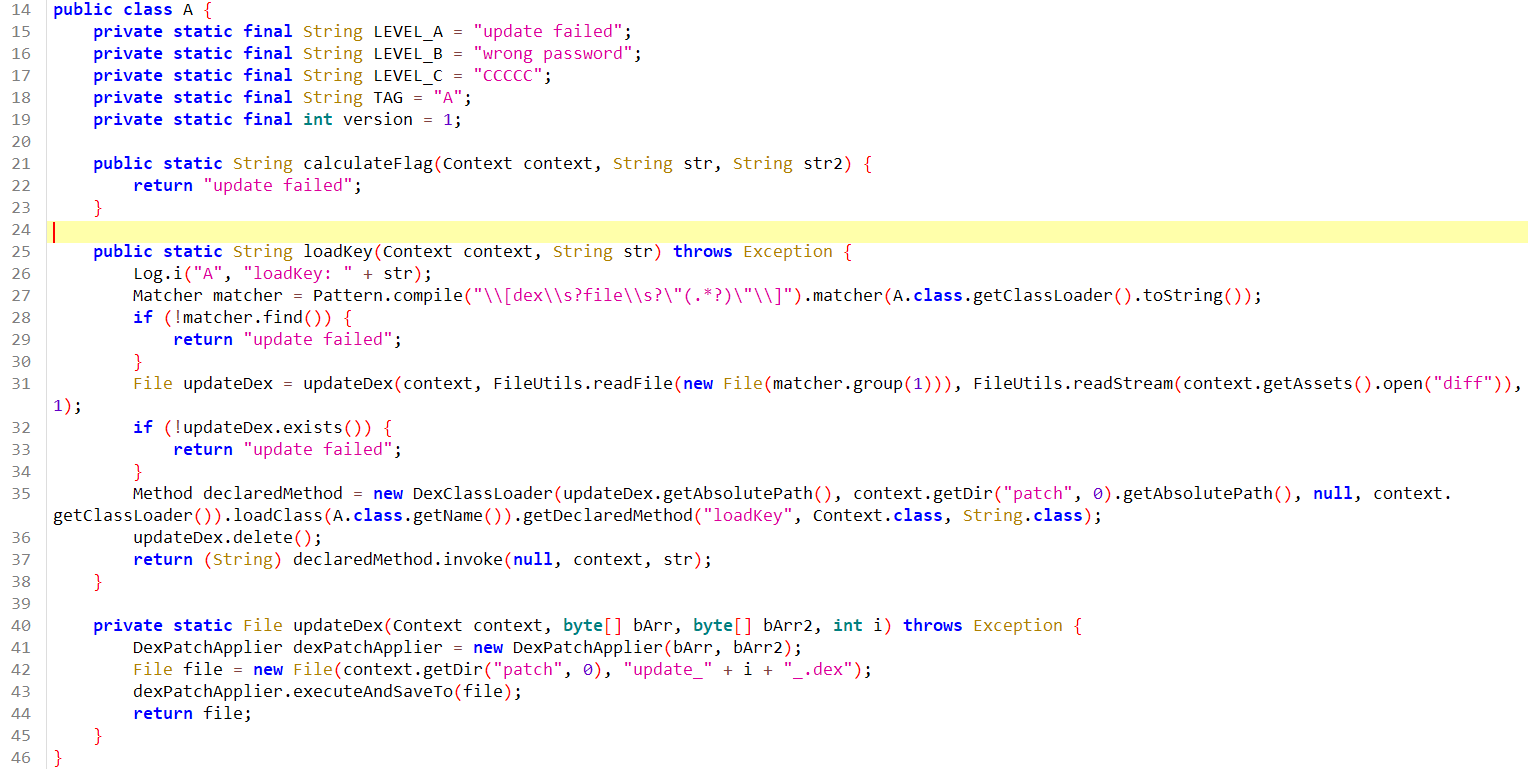 14 public class A {
15     private static final String LEVEL_A = "update failed";
16     private static final String LEVEL_B = "wrong password";
17     private static final String LEVEL_C = "CCCCC";
18     private static final String TAG = "A";
19     private static final int version = 1;
20
21     public static String calculateFlag(Context context, String str, String str2) {
22         return "update failed";
23     }
24
25     public static String loadKey(Context context, String str) throws Exception {
26         Log.i("A", "loadKey: " + str);
27         Matcher matcher = Pattern.compile("\\[dex\\s?file\\s?\"(.*?)\"\\]").matcher(A.class.getClassLoader().toString());
28         if (!matcher.find()) {
29             return "update failed";
30         }
31         File updateDex = updateDex(context, FileUtils.readFile(new File(matcher.group(1))), FileUtils.readStream(context.getAssets().open("diff")),
1);
32         if (!updateDex.exists()) {
33             return "update failed";
34         }
35         Method declaredMethod = new DexClassLoader(updateDex.getAbsolutePath(), context.getDir("patch", 0).getAbsolutePath(), null, context.
getClassLoader()).loadClass(A.class.getName()).getDeclaredMethod("loadKey", Context.class, String.class);
36         updateDex.delete();
37         return (String) declaredMethod.invoke(null, context, str);
38     }
39
40     private static File updateDex(Context context, byte[] bArr, byte[] bArr2, int i) throws Exception {
41         DexPatchApplier dexPatchApplier = new DexPatchApplier(bArr, bArr2);
42         File file = new File(context.getDir("patch", 0), "update_" + i + "_.dex");
43         dexPatchApplier.executeAndSaveTo(file);
44         return file;
45     }
46 }